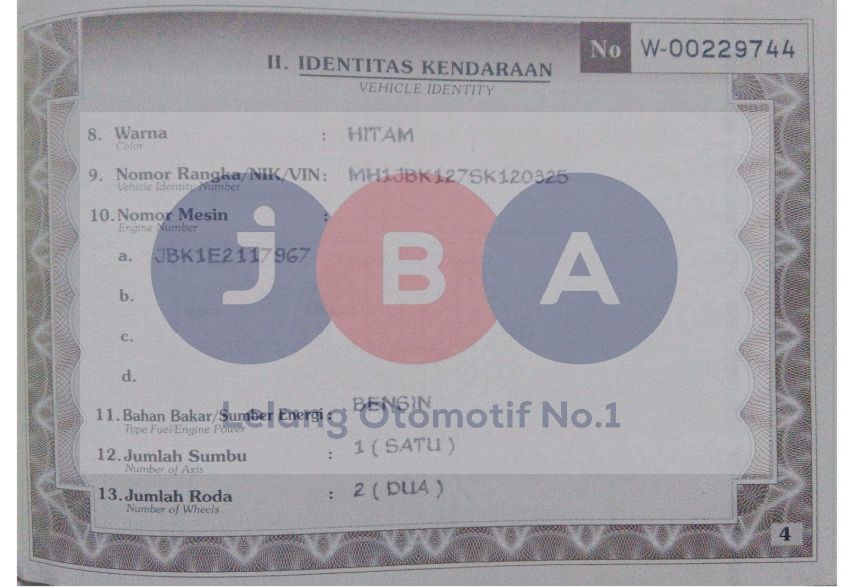 No W-00229744
II. IDENTITAS KENDARAAN
VEHICLE IDENTITY
8. Warna : HITAM
Color
9. Nomor Rangka/NIK/VIN: MH1JBK127SK120325
Vehicle Identity Number
10. Nomor Mesin :
Engine Number
a. JBK1E2117967
b.
c.
d.
JBA
Lelang Otomotif No.1
11. Bahan Bakar/Sumber Energi : BENSIN
Type Fuel/Engine Power
12. Jumlah Sumbu : 1 ( SATU )
Number of Axis
13. Jumlah Roda : 2 ( DUA )
Number of Wheels
4